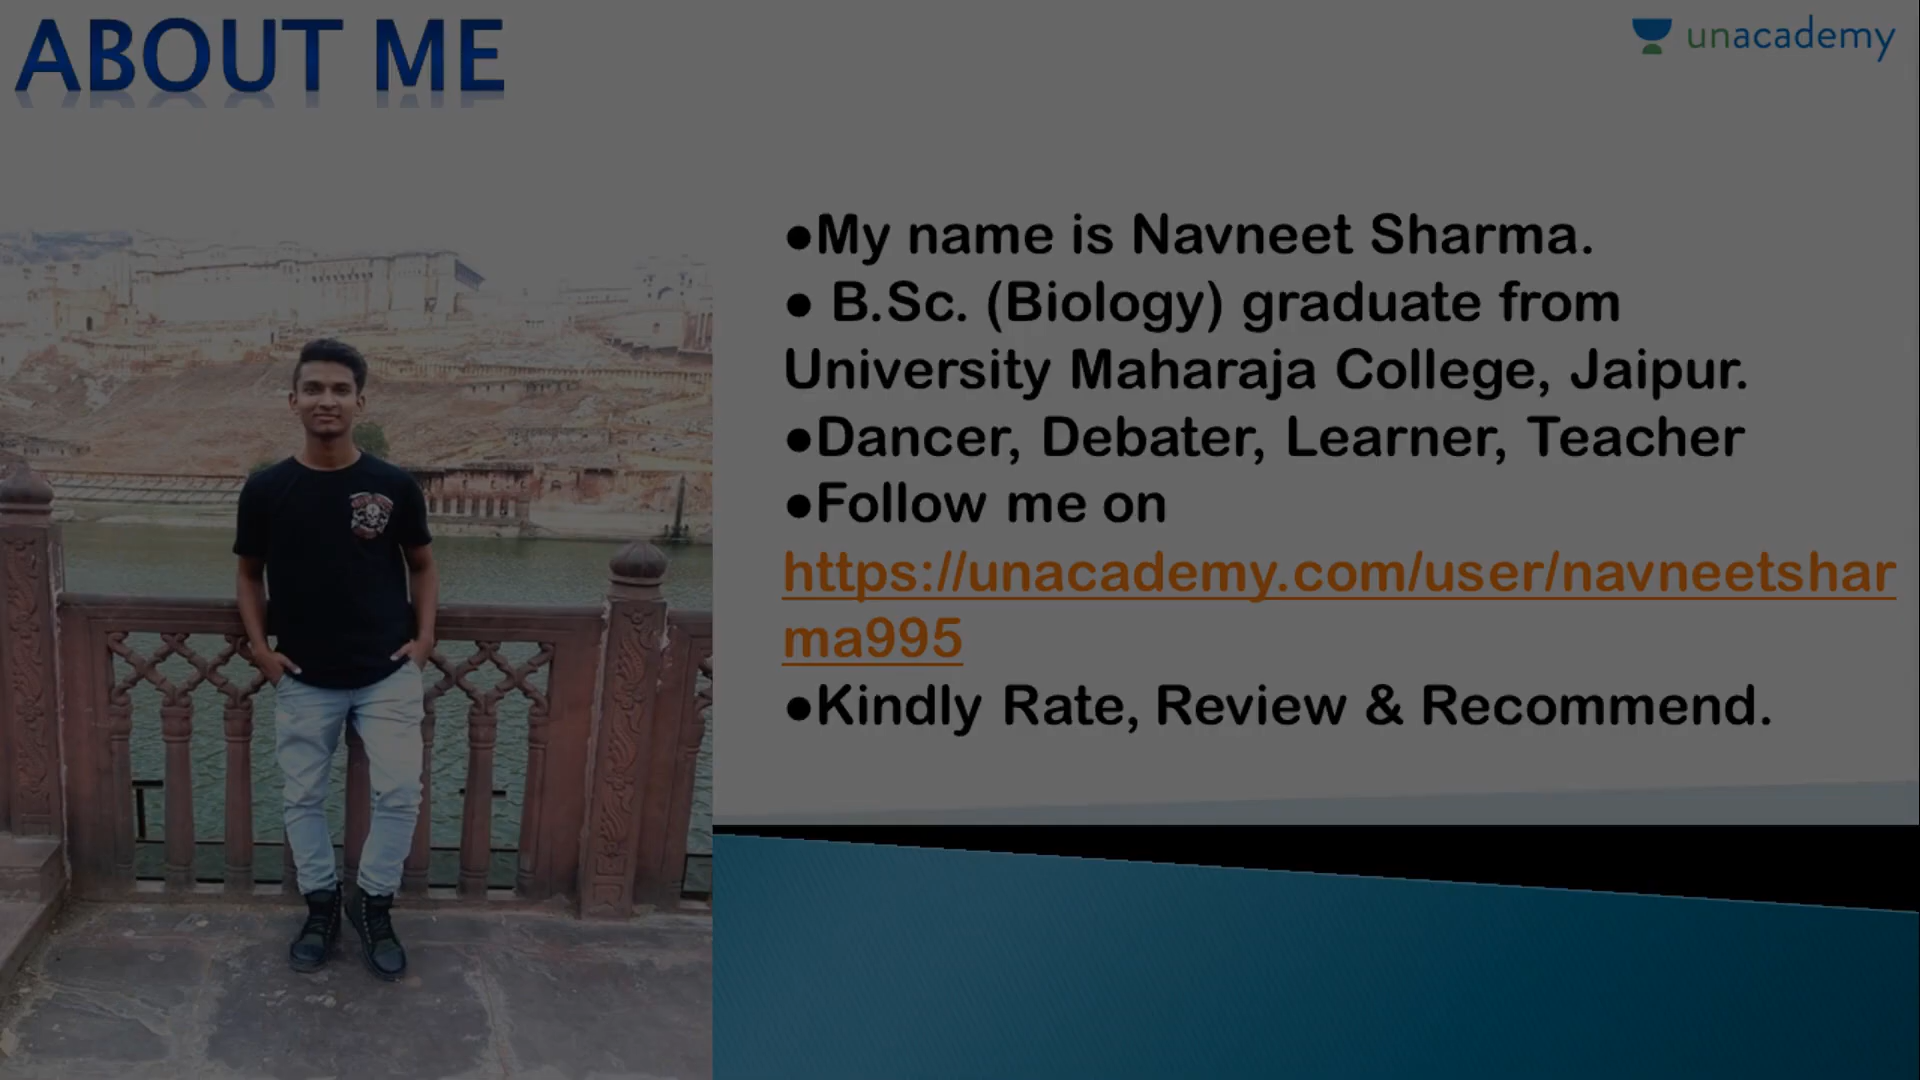 ABOUT ME
unacademy
●My name is Navneet Sharma.
● B.Sc. (Biology) graduate from
University Maharaja College, Jaipur.
●Dancer, Debater, Learner, Teacher
●Follow me on
https://unacademy.com/user/navneetshar
ma995
●Kindly Rate, Review & Recommend.